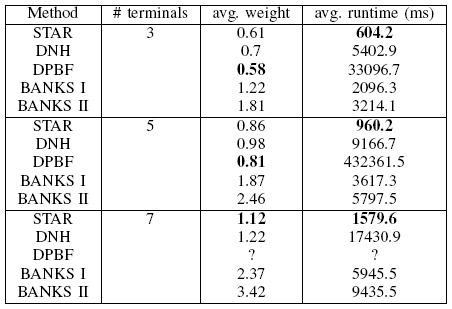 Method # terminals avg. weight avg. runtime (ms)
STAR 3 0.61 604.2
DNH 0.7 5402.9
DPBF 0.58 33096.7
BANKS I 1.22 2096.3
BANKS II 1.81 3214.1
STAR 5 0.86 960.2
DNH 0.98 9166.7
DPBF 0.81 432361.5
BANKS I 1.87 3617.3
BANKS II 2.46 5797.5
STAR 7 1.12 1579.6
DNH 1.22 17430.9
DPBF ? ?
BANKS I 2.37 5945.5
BANKS II 3.42 9435.5